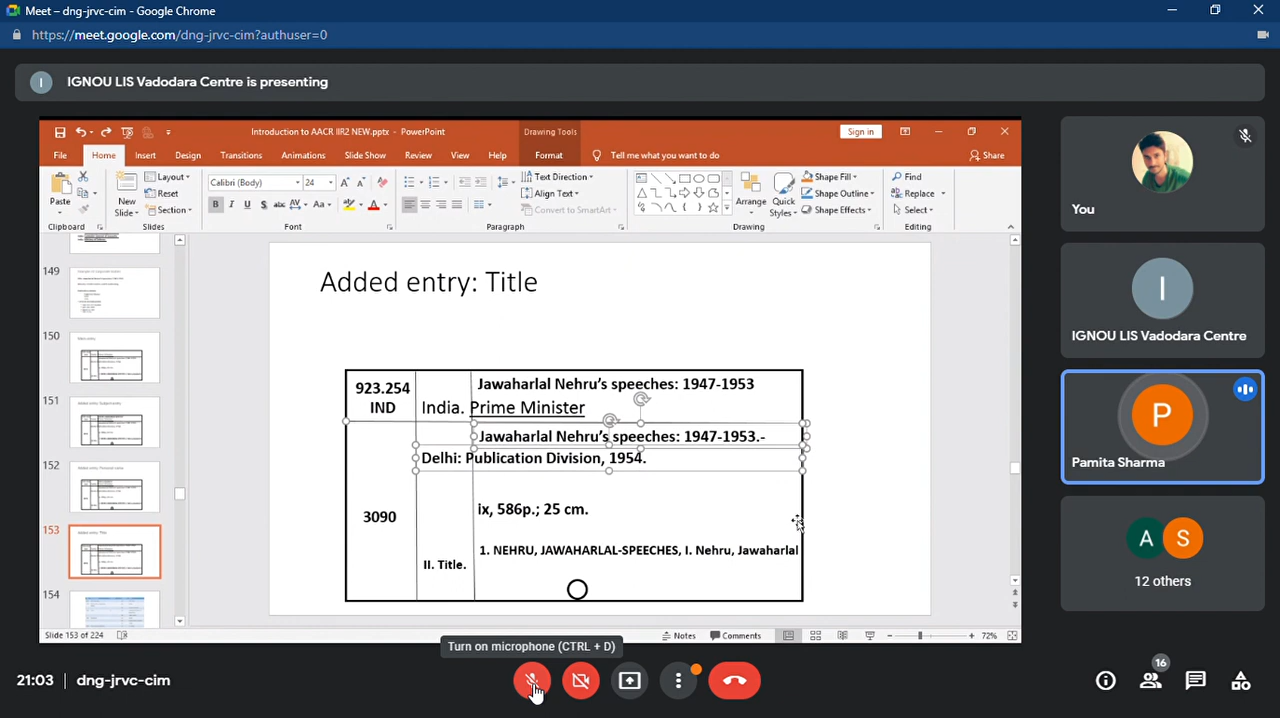 Meet – dng-jrvc-cim - Google Chrome
https://meet.google.com/dng-jrvc-cim?authuser=0
I IGNOU LIS Vadodara Centre is presenting
Introduction to AACR IIR2 NEW.pptx - PowerPoint
Drawing Tools
Sign in
File Home Insert Design Transitions Animations Slide Show Review View Help Format Tell me what you want to do Share
Paste
New Slide
Layout
Reset
Section
Calibri (Body) 24
Text Direction
Align Text
Convert to SmartArt
Arrange
Quick Styles
Shape Fill
Shape Outline
Shape Effects
Find
Replace
Select
Clipboard Slides Font Paragraph Drawing Editing
149
150
151
152
153
154
Added entry: Title
923.254
IND
Jawaharlal Nehru's speeches: 1947-1953
India. Prime Minister
Jawaharlal Nehru's speeches: 1947-1953.-
Delhi: Publication Division, 1954.
3090
ix, 586p.; 25 cm.
1. NEHRU, JAWAHARLAL-SPEECHES, I. Nehru, Jawaharlal
II. Title.
Slide 153 of 224
Notes Comments 72%
You
I
IGNOU LIS Vadodara Centre
P
Pamita Sharma
A S
12 others
Turn on microphone (CTRL + D)
21:03 | dng-jrvc-cim
16